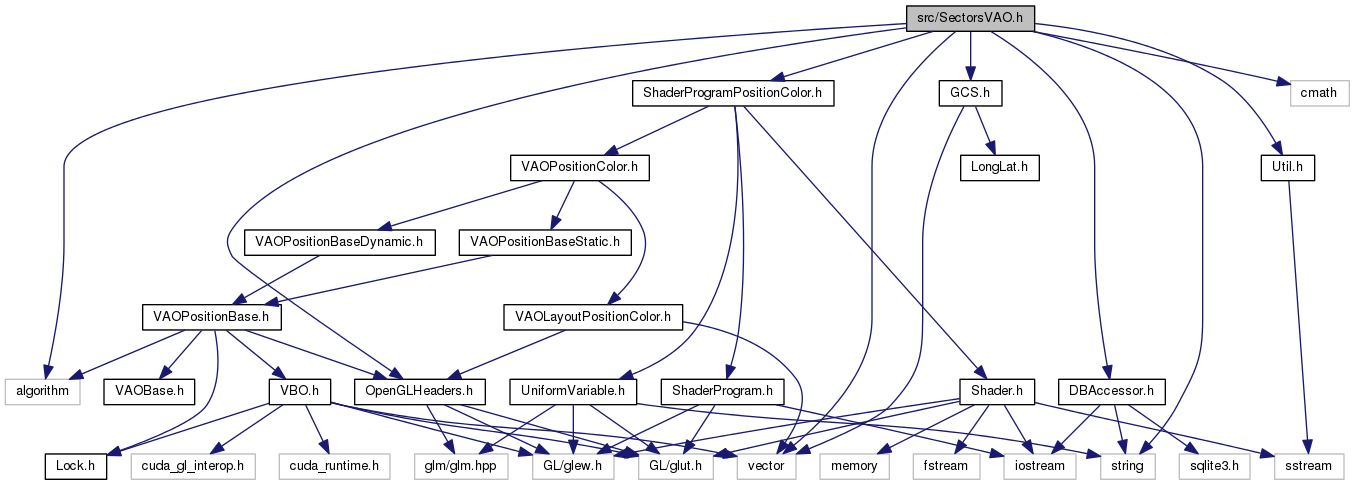 src/SectorsVAO.h
ShaderProgramPositionColor.h
GCS.h
cmath
VAOPositionColor.h
LongLat.h
Util.h
VAOPositionBaseDynamic.h
VAOPositionBaseStatic.h
VAOPositionBase.h
VAOLayoutPositionColor.h
algorithm
VAOBase.h
VBO.h
OpenGLHeaders.h
UniformVariable.h
ShaderProgram.h
Shader.h
DBAccessor.h
Lock.h
cuda_gl_interop.h
cuda_runtime.h
glm/glm.hpp
GL/glew.h
GL/glut.h
vector
memory
fstream
iostream
string
sqlite3.h
sstream